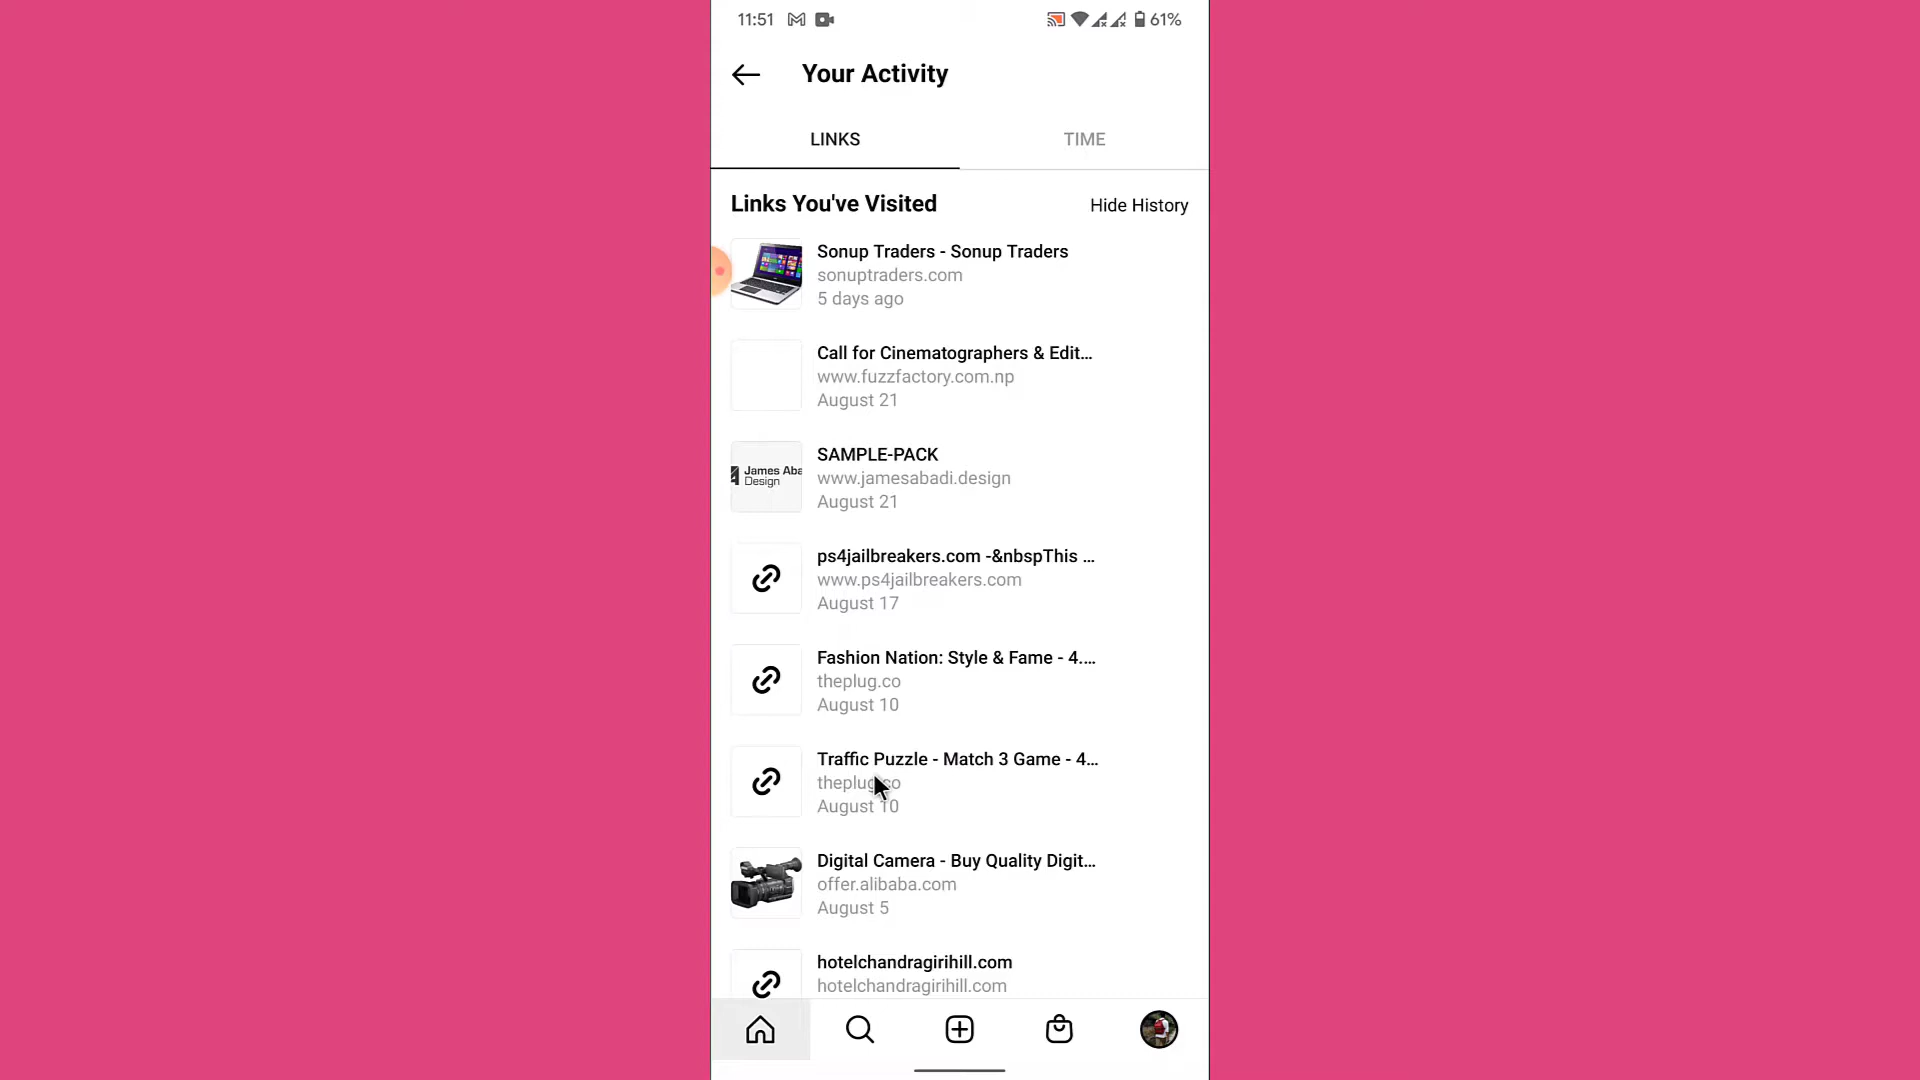 11:51
61%
Your Activity
LINKS
TIME
Links You've Visited
Hide History
Sonup Traders - Sonup Traders
sonuptraders.com
5 days ago
Call for Cinematographers & Edit...
www.fuzzfactory.com.np
August 21
James Aba
Design
SAMPLE-PACK
www.jamesabadi.design
August 21
ps4jailbreakers.com -&nbspThis ...
www.ps4jailbreakers.com
August 17
Fashion Nation: Style & Fame - 4....
theplug.co
August 10
Traffic Puzzle - Match 3 Game - 4...
theplug.co
August 10
Digital Camera - Buy Quality Digit...
offer.alibaba.com
August 5
hotelchandragirihill.com
hotelchandragirihill.com